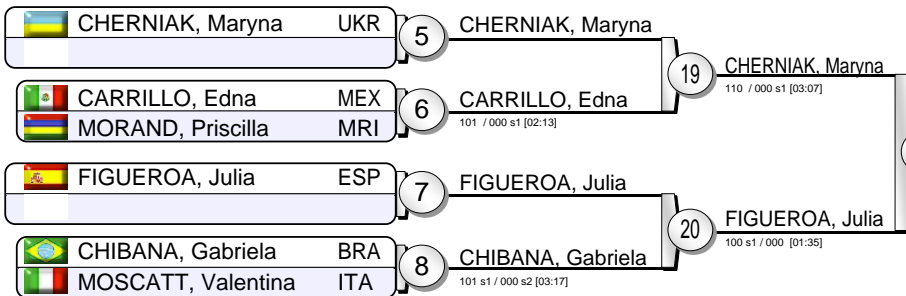 CHERNIAK, Maryna UKR
5
CHERNIAK, Maryna
19
CHERNIAK, Maryna
110 / 000 s1 [03:07]
CARRILLO, Edna MEX
MORAND, Priscilla MRI
6
CARRILLO, Edna
101 / 000 s1 [02:13]
FIGUEROA, Julia ESP
7
FIGUEROA, Julia
20
FIGUEROA, Julia
100 s1 / 000 [01:35]
CHIBANA, Gabriela BRA
MOSCATT, Valentina ITA
8
CHIBANA, Gabriela
101 s1 / 000 s2 [03:17]